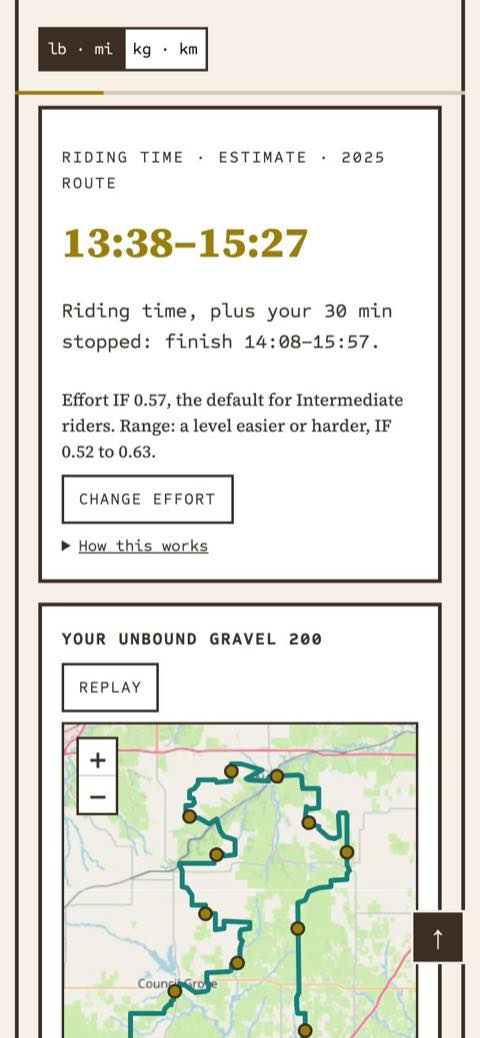 lb · mi kg · km
RIDING TIME · ESTIMATE · 2025
ROUTE
13:38–15:27
Riding time, plus your 30 min
stopped: finish 14:08–15:57.
Effort IF 0.57, the default for Intermediate
riders. Range: a level easier or harder, IF
0.52 to 0.63.
CHANGE EFFORT
▶ How this works
YOUR UNBOUND GRAVEL 200
REPLAY
+
−
↑
Council Grove